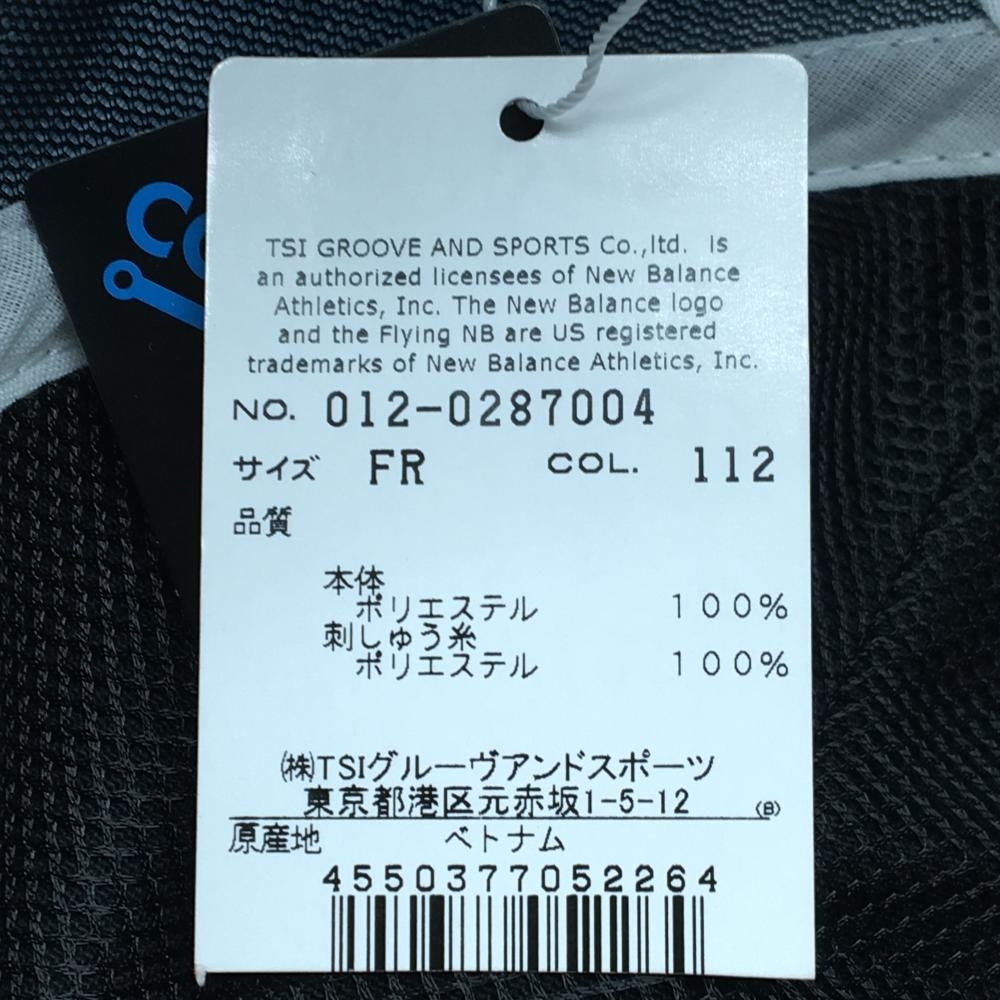 TSI GROOVE AND SPORTS Co.,ltd. is
an authorized licensees of New Balance
Athletics, Inc. The New Balance logo
and the Flying NB are US registered
trademarks of New Balance Athletics, Inc.
NO. 012-0287004
サイズ FR COL. 112
品質
本体
ポリエステル 100%
刺しゅう糸
ポリエステル 100%
㈱TSIグルーヴアンドスポーツ
東京都港区元赤坂1-5-12 (B)
原産地 ベトナム
4550377052264